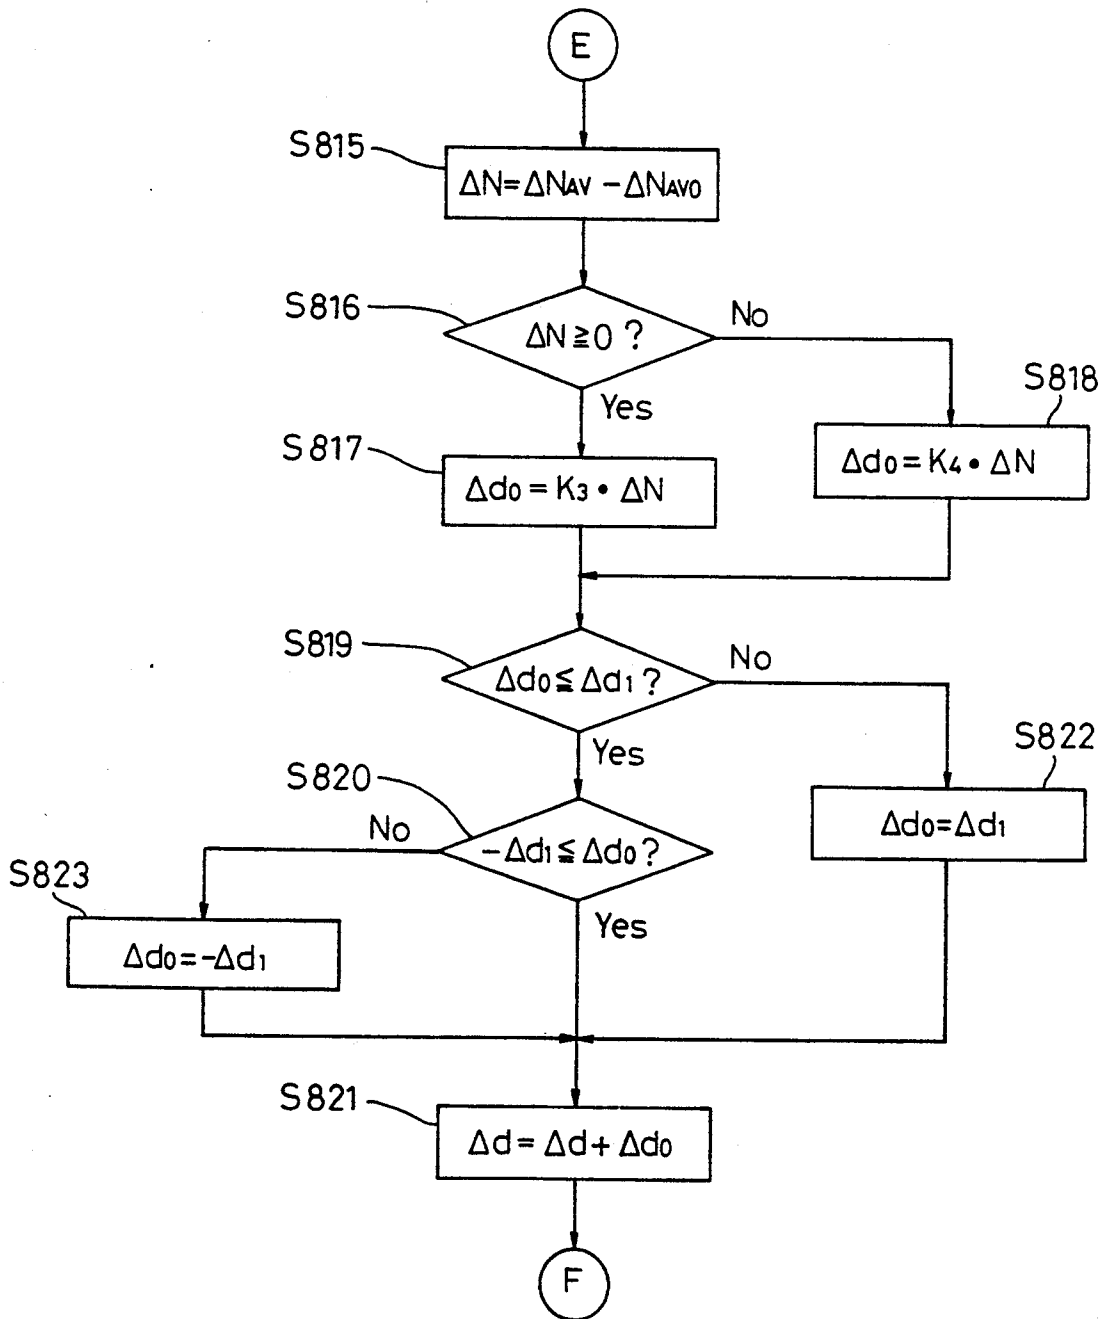 E
S815
ΔN=ΔNAV -ΔNAV0
S816
ΔN≧0 ?
No
Yes
S818
Δd0=K4•ΔN
S817
Δd0=K3•ΔN
S819
Δd0≦Δd1?
No
Yes
S822
Δd0=Δd1
S820
-Δd1≦Δd0?
No
Yes
S823
Δd0=-Δd1
S821
Δd=Δd+Δd0
F